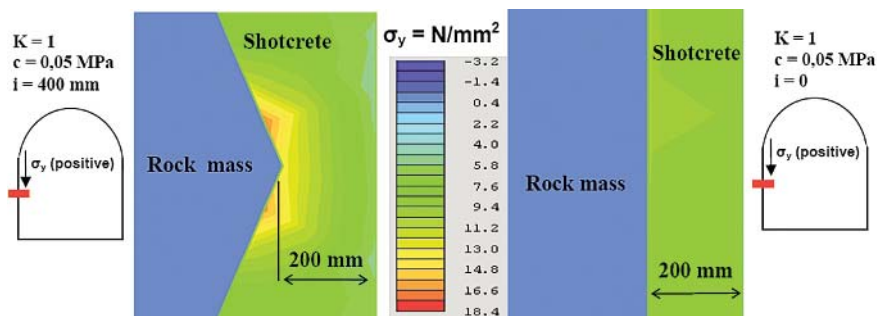 K = 1
c = 0,05 MPa
i = 400 mm
σy (positive)
Shotcrete
Rock mass
200 mm
σy = N/mm²
-3.2
-1.4
0.4
2.2
4.0
5.8
7.6
9.4
11.2
13.0
14.8
16.6
18.4
Shotcrete
Rock mass
200 mm
K = 1
c = 0,05 MPa
i = 0
σy (positive)